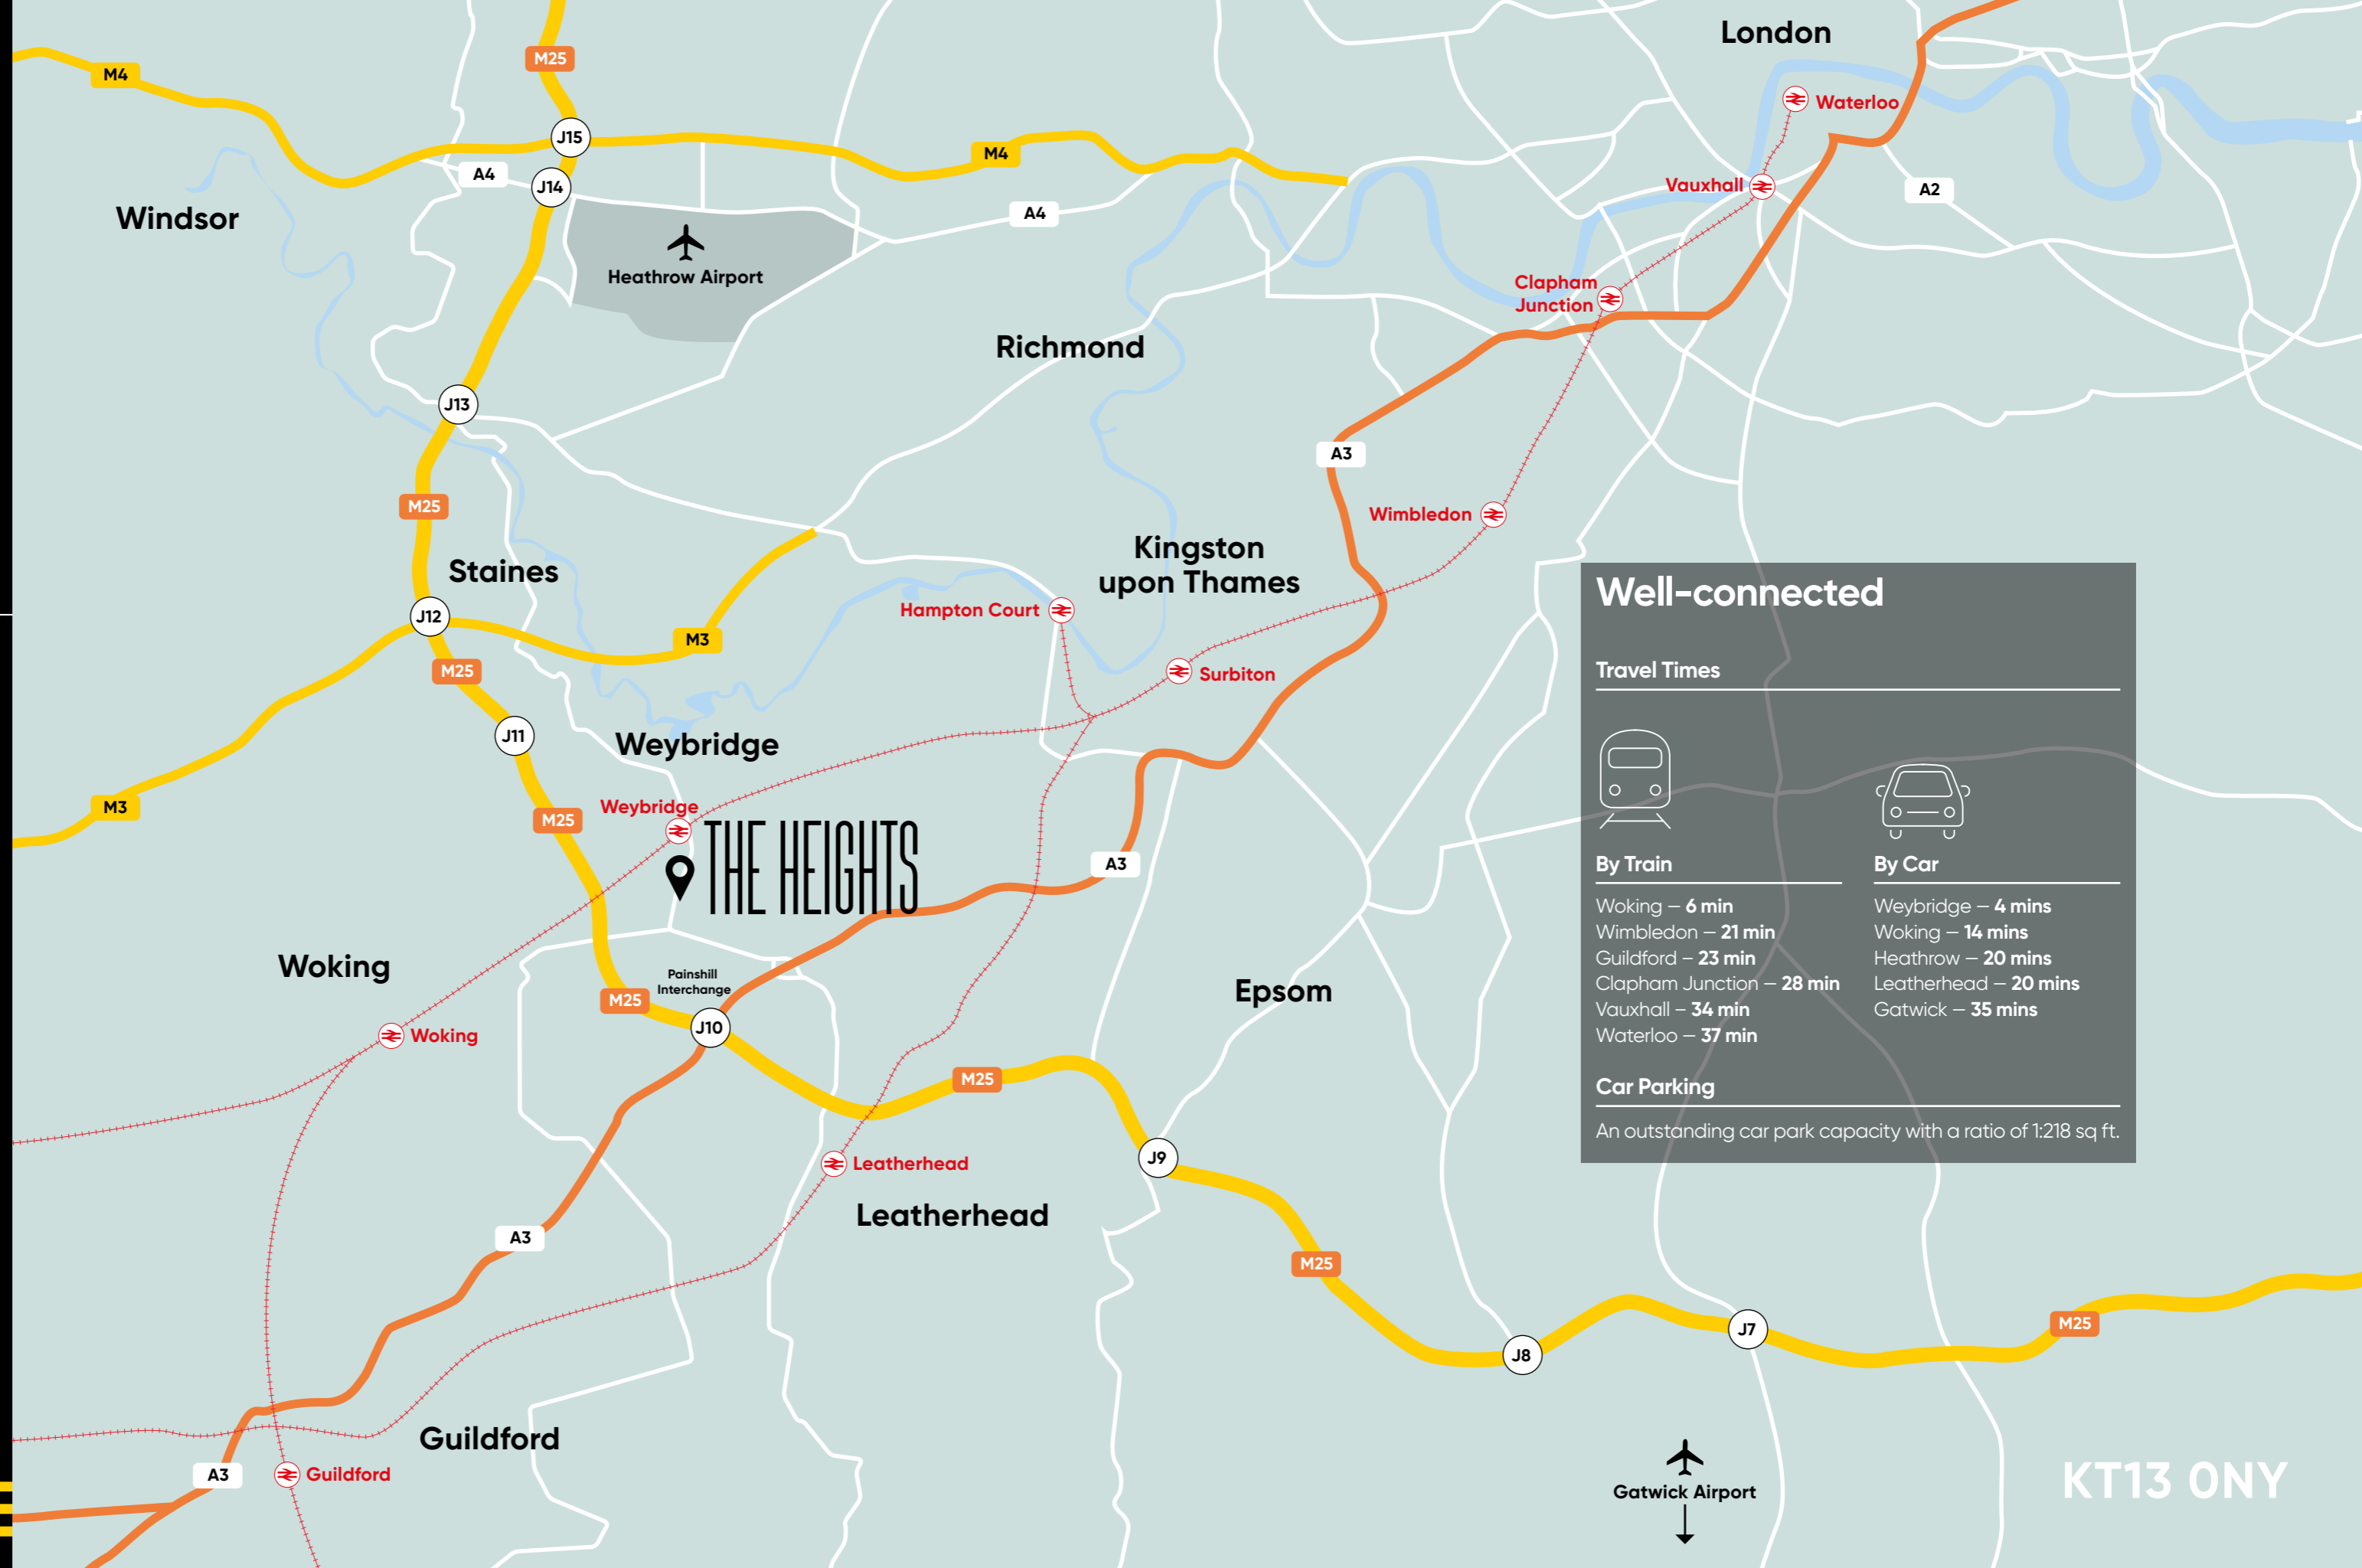 London
M25
M4
Waterloo
J15
M4
A4
J14
Vauxhall
A2
Windsor
A4
Heathrow Airport
Clapham
Junction
Richmond
J13
A3
M25
Wimbledon
Kingston
upon Thames
Staines
Hampton Court
J12
M3
M25
Surbiton
J11
Weybridge
M3
Weybridge
M25
THE HEIGHTS
A3
Woking
Painshill
Interchange
M25
Epsom
J10
Woking
M25
J9
Leatherhead
Leatherhead
A3
M25
J7
M25
J8
Guildford
A3
Guildford
Gatwick Airport
Well-connected
Travel Times
By Train
Woking – 6 min
Wimbledon – 21 min
Guildford – 23 min
Clapham Junction – 28 min
Vauxhall – 34 min
Waterloo – 37 min
By Car
Weybridge – 4 mins
Woking – 14 mins
Heathrow – 20 mins
Leatherhead – 20 mins
Gatwick – 35 mins
Car Parking
An outstanding car park capacity with a ratio of 1:218 sq ft.
KT13 0NY